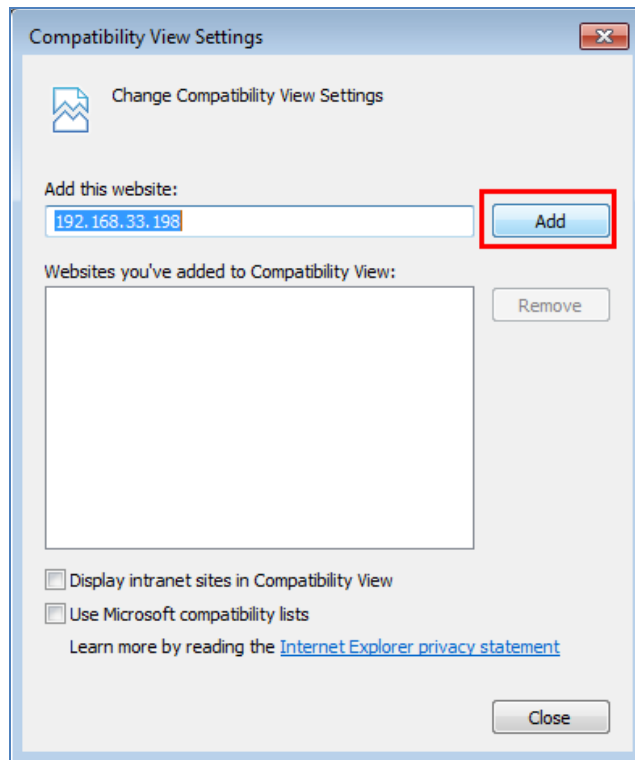 Compatibility View Settings
Change Compatibility View Settings
Add this website:
192.168.33.198
Add
Websites you've added to Compatibility View:
Remove
Display intranet sites in Compatibility View
Use Microsoft compatibility lists
Learn more by reading the Internet Explorer privacy statement
Close